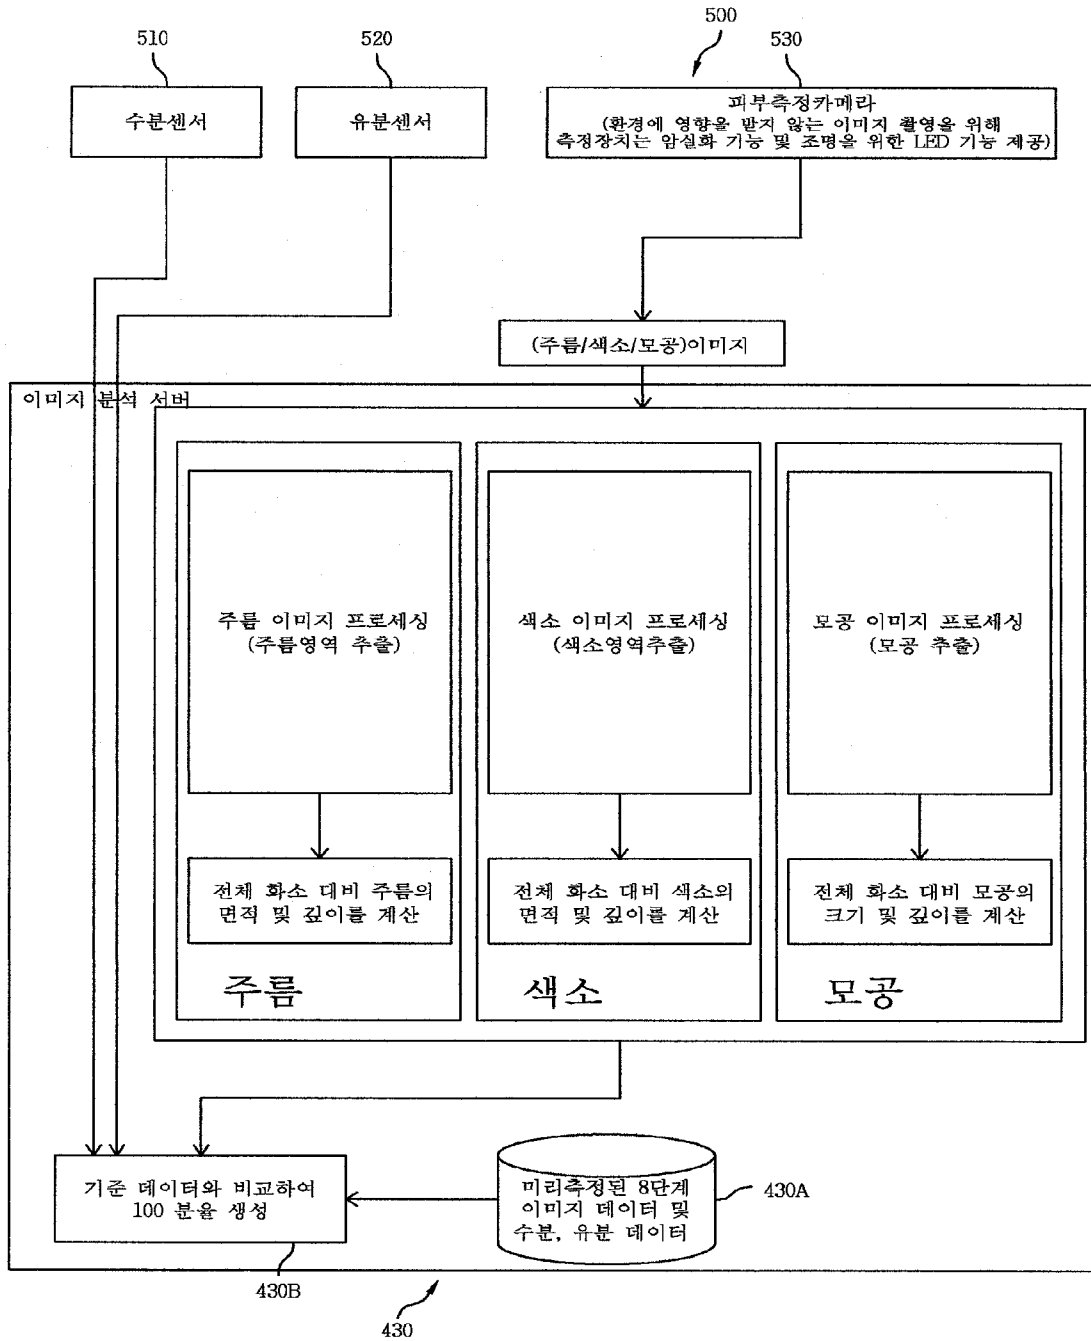 500
510
520
530
수분센서
유분센서
피부측정카메라
(환경에 영향을 받지 않는 이미지 촬영을 위해
측정장치는 암실화 기능 및 조명을 위한 LED 기능 제공)
(주름/색소/모공)이미지
이미지 분석 서버
주름 이미지 프로세싱
(주름영역 추출)
색소 이미지 프로세싱
(색소영역추출)
모공 이미지 프로세싱
(모공 추출)
전체 화소 대비 주름의
면적 및 깊이를 계산
전체 화소 대비 색소의
면적 및 깊이를 계산
전체 화소 대비 모공의
크기 및 깊이를 계산
주름
색소
모공
기준 데이터와 비교하여
100 분율 생성
미리측정된 8단계
이미지 데이터 및
수분, 유분 데이터
430A
430B
430